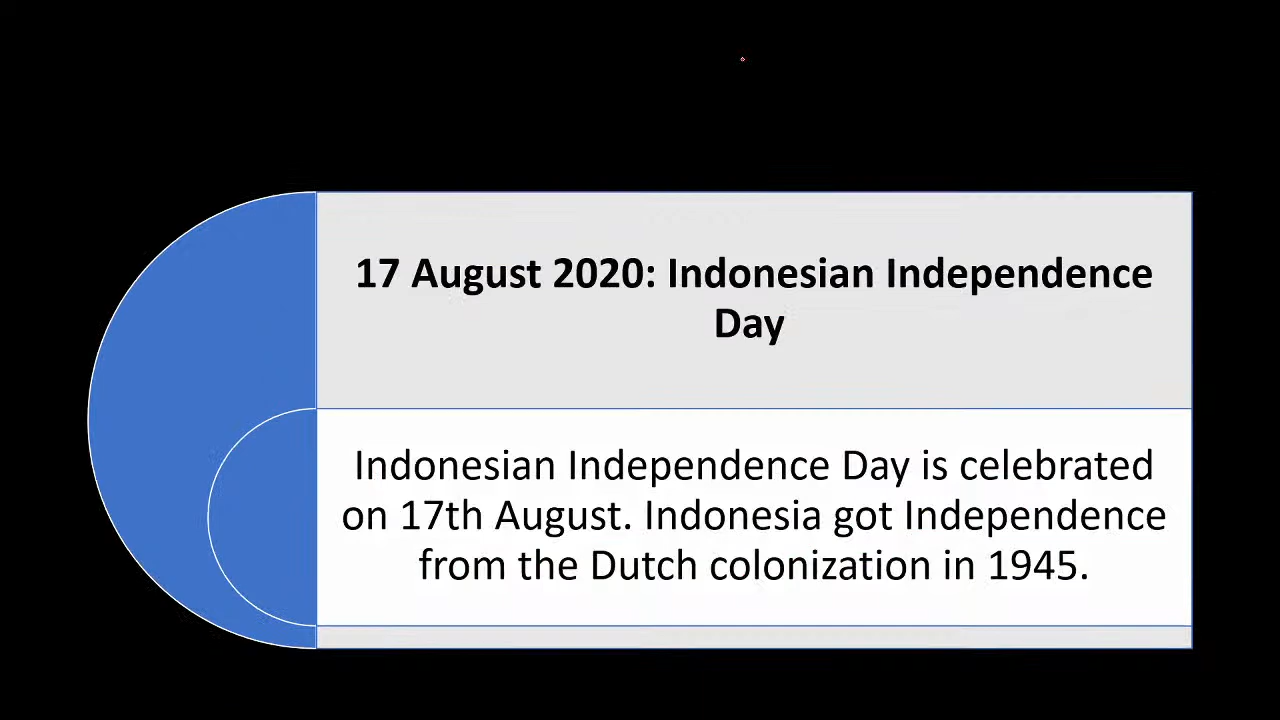 17 August 2020: Indonesian Independence
Day
Indonesian Independence Day is celebrated
on 17th August. Indonesia got Independence
from the Dutch colonization in 1945.